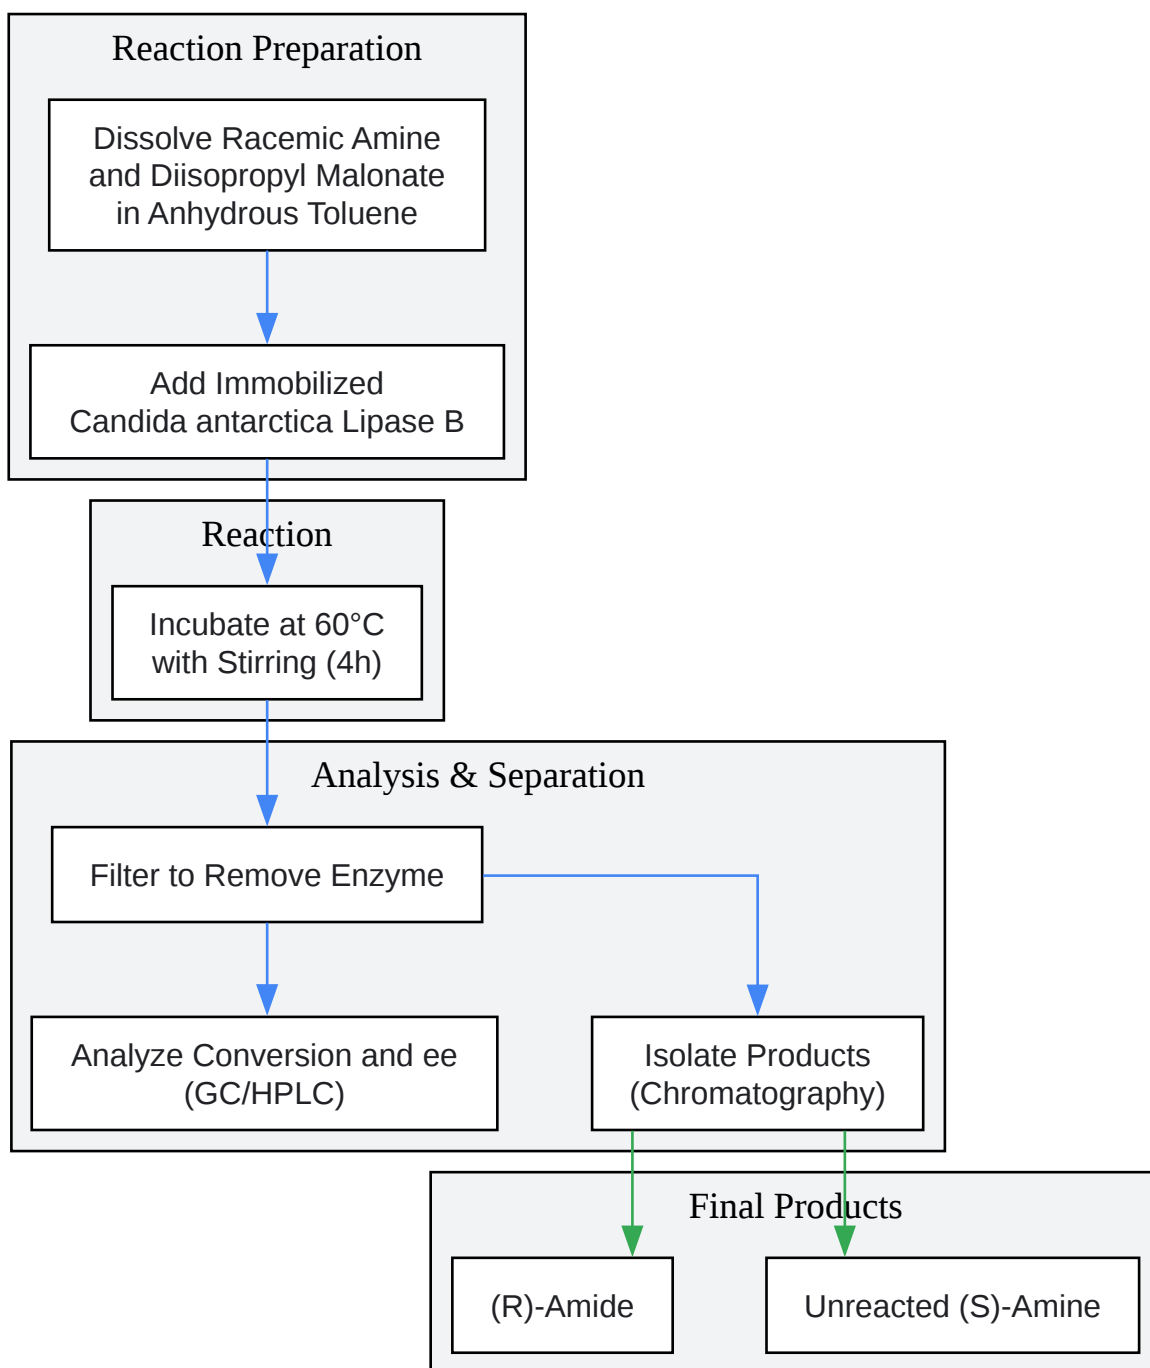 Reaction Preparation
Dissolve Racemic Amine
and Diisopropyl Malonate
in Anhydrous Toluene
Add Immobilized
Candida antarctica Lipase B
Reaction
Incubate at 60°C
with Stirring (4h)
Analysis & Separation
Filter to Remove Enzyme
Analyze Conversion and ee
(GC/HPLC)
Isolate Products
(Chromatography)
Final Products
(R)-Amide
Unreacted (S)-Amine